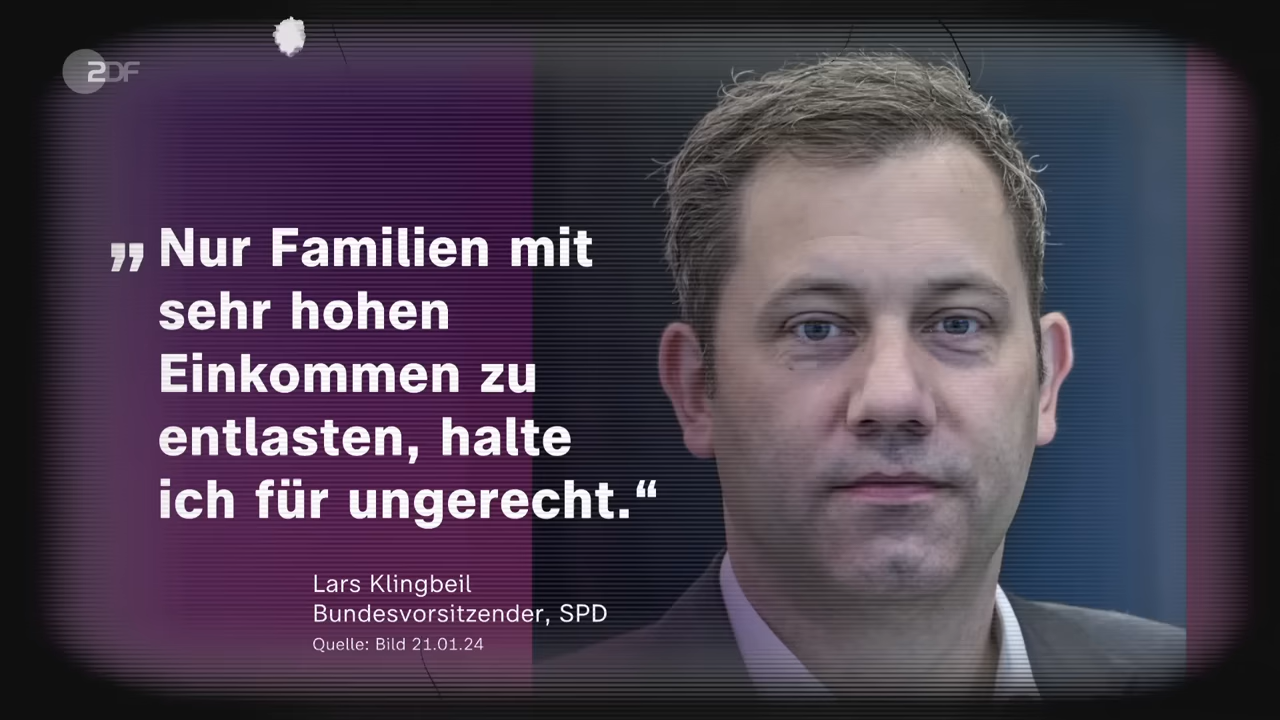 ZDF
„Nur Familien mit
sehr hohen
Einkommen zu
entlasten, halte
ich für ungerecht.“
Lars Klingbeil
Bundesvorsitzender, SPD
Quelle: Bild 21.01.24